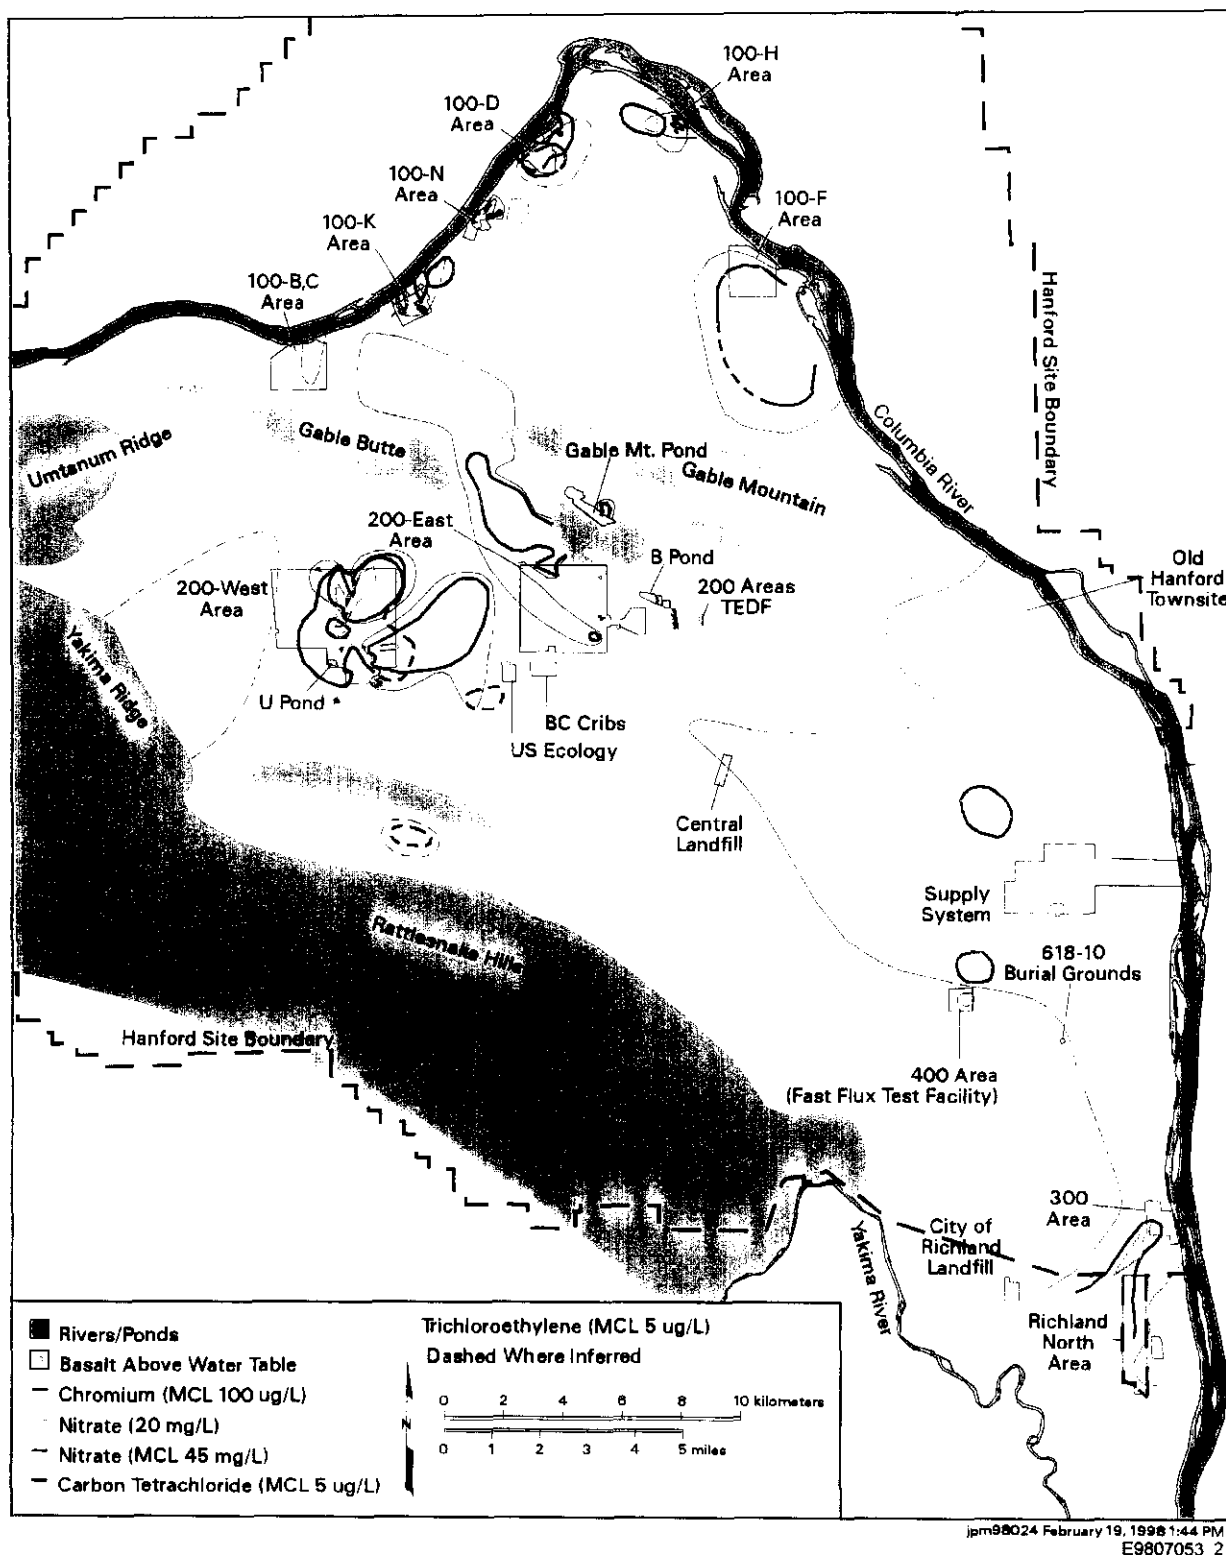 100-H
Area
100-D
Area
100-N
Area
100-F
Area
100-K
Area
100-B,C
Area
Hanford Site Boundary
Columbia River
Umtanum Ridge
Gable Butte
Gable Mt. Pond
Gable Mountain
200-East
Area
B Pond
200 Areas
TEDF
Old
Hanford
Townsite
200-West
Area
Yakima Ridge
U Pond
BC Cribs
US Ecology
Central
Landfill
Supply
System
Rattlesnake Hills
618-10
Burial Grounds
Hanford Site Boundary
400 Area
(Fast Flux Test Facility)
300
Area
City of
Richland
Landfill
Yakima River
Richland
North
Area
Rivers/Ponds
Basalt Above Water Table
Chromium (MCL 100 ug/L)
Nitrate (20 mg/L)
Nitrate (MCL 45 mg/L)
Carbon Tetrachloride (MCL 5 ug/L)
Trichloroethylene (MCL 5 ug/L)
Dashed Where Inferred
N
0 2 4 6 8 10 kilometers
0 1 2 3 4 5 miles
jpm98024 February 19, 1998 1:44 PM
E9807053_2